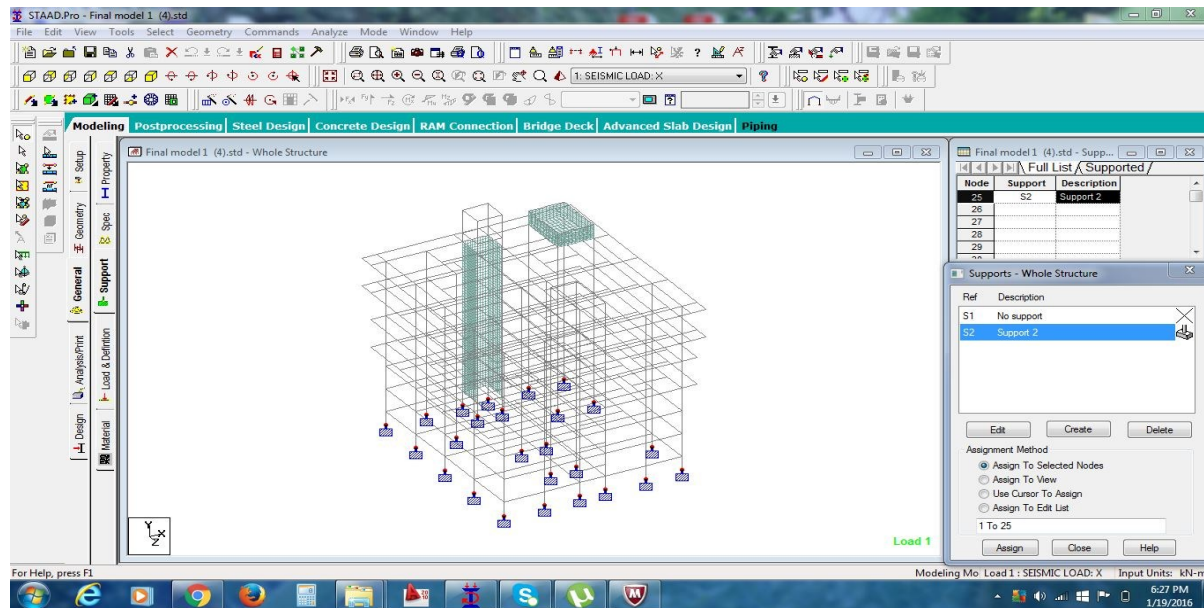 STAAD.Pro - Final model 1 (4).std
File Edit View Tools Select Geometry Commands Analyze Mode Window Help
1: SEISMIC LOAD: X
Modeling Postprocessing Steel Design Concrete Design RAM Connection Bridge Deck Advanced Slab Design Piping
Setup
Geometry
General
Analysis/Print
Design
Property
Spec
Support
Load & Definition
Material
Final model 1 (4).std - Whole Structure
Y
X
Z
Load 1
Final model 1 (4).std - Supp...
Full List Supported
Node Support Description
25 S2 Support 2
26
27
28
29
Supports - Whole Structure
Ref Description
S1 No support
S2 Support 2
Edit Create Delete
Assignment Method
Assign To Selected Nodes
Assign To View
Use Cursor To Assign
Assign To Edit List
1 To 25
Assign Close Help
For Help, press F1
Modeling Mo Load 1 : SEISMIC LOAD: X Input Units: kN-m
6:27 PM
1/19/2016